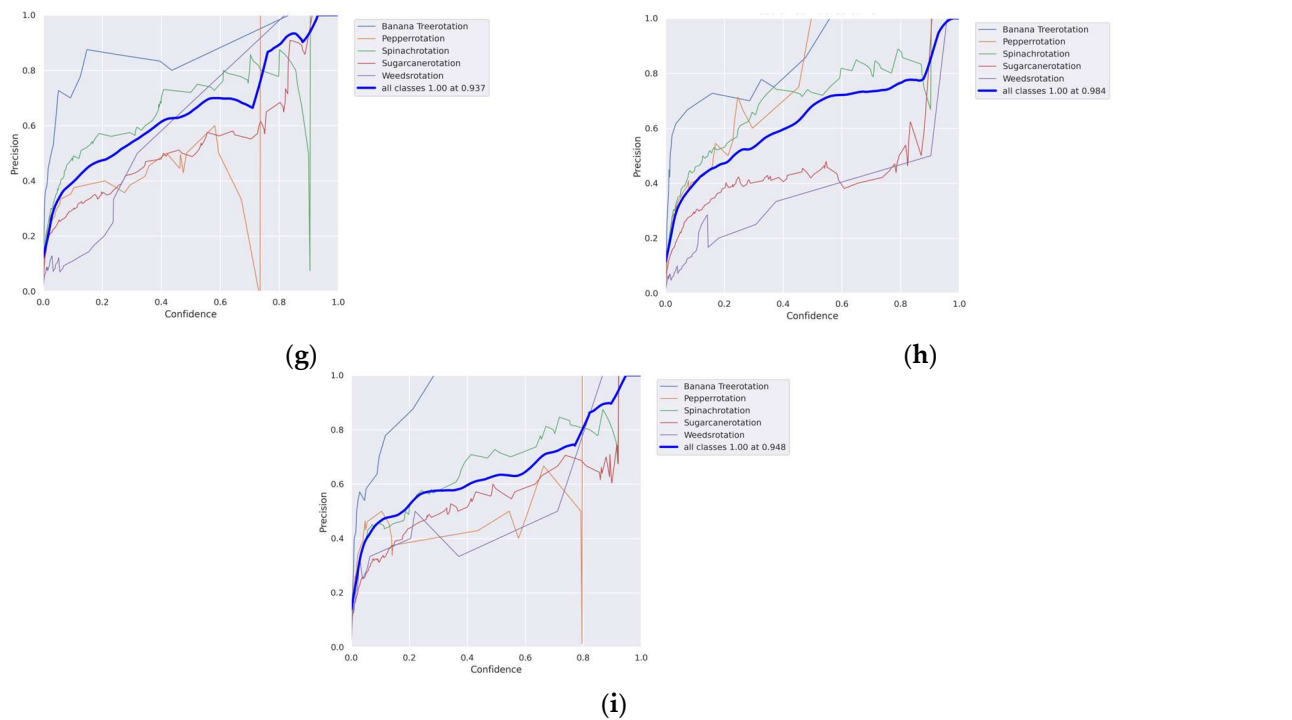 1.0
0.8
0.6
0.4
0.2
0.0
Precision
0.0 0.2 0.4 0.6 0.8 1.0
Confidence
Banana Treerotation
Pepperrotation
Spinachrotation
Sugarcanerotation
Weedsrotation
all classes 1.00 at 0.937
(g)
1.0
0.8
0.6
0.4
0.2
0.0
Precision
0.0 0.2 0.4 0.6 0.8 1.0
Confidence
Banana Treerotation
Pepperrotation
Spinachrotation
Sugarcanerotation
Weedsrotation
all classes 1.00 at 0.984
(h)
1.0
0.8
0.6
0.4
0.2
0.0
Precision
0.0 0.2 0.4 0.6 0.8 1.0
Confidence
Banana Treerotation
Pepperrotation
Spinachrotation
Sugarcanerotation
Weedsrotation
all classes 1.00 at 0.948
(i)